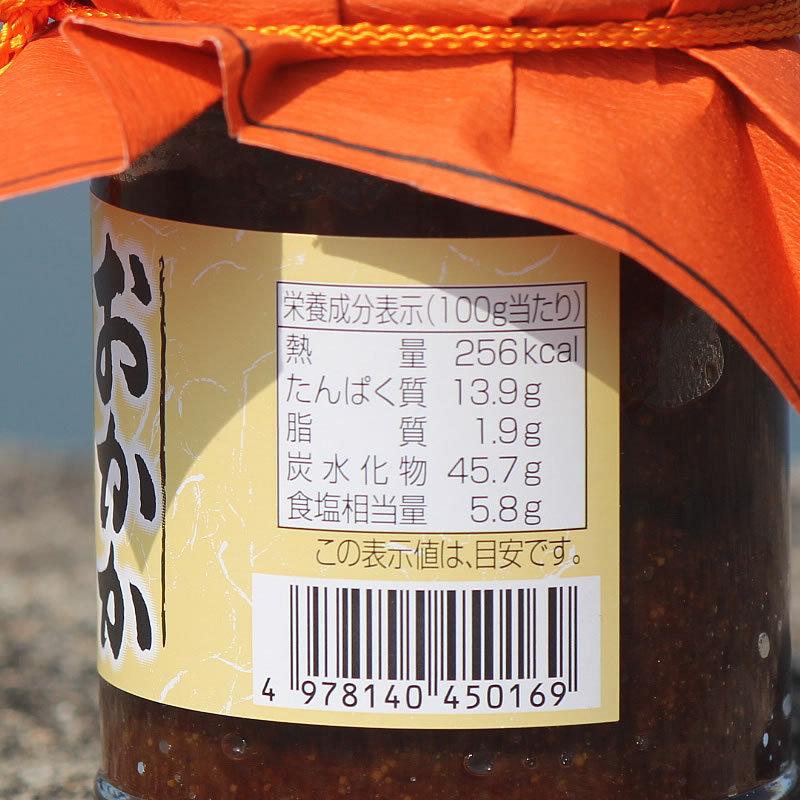 おかか
栄養成分表示(100g当たり)
熱量 256kcal
たんぱく質 13.9g
脂質 1.9g
炭水化物 45.7g
食塩相当量 5.8g
この表示値は、目安です。
4 978140 450169